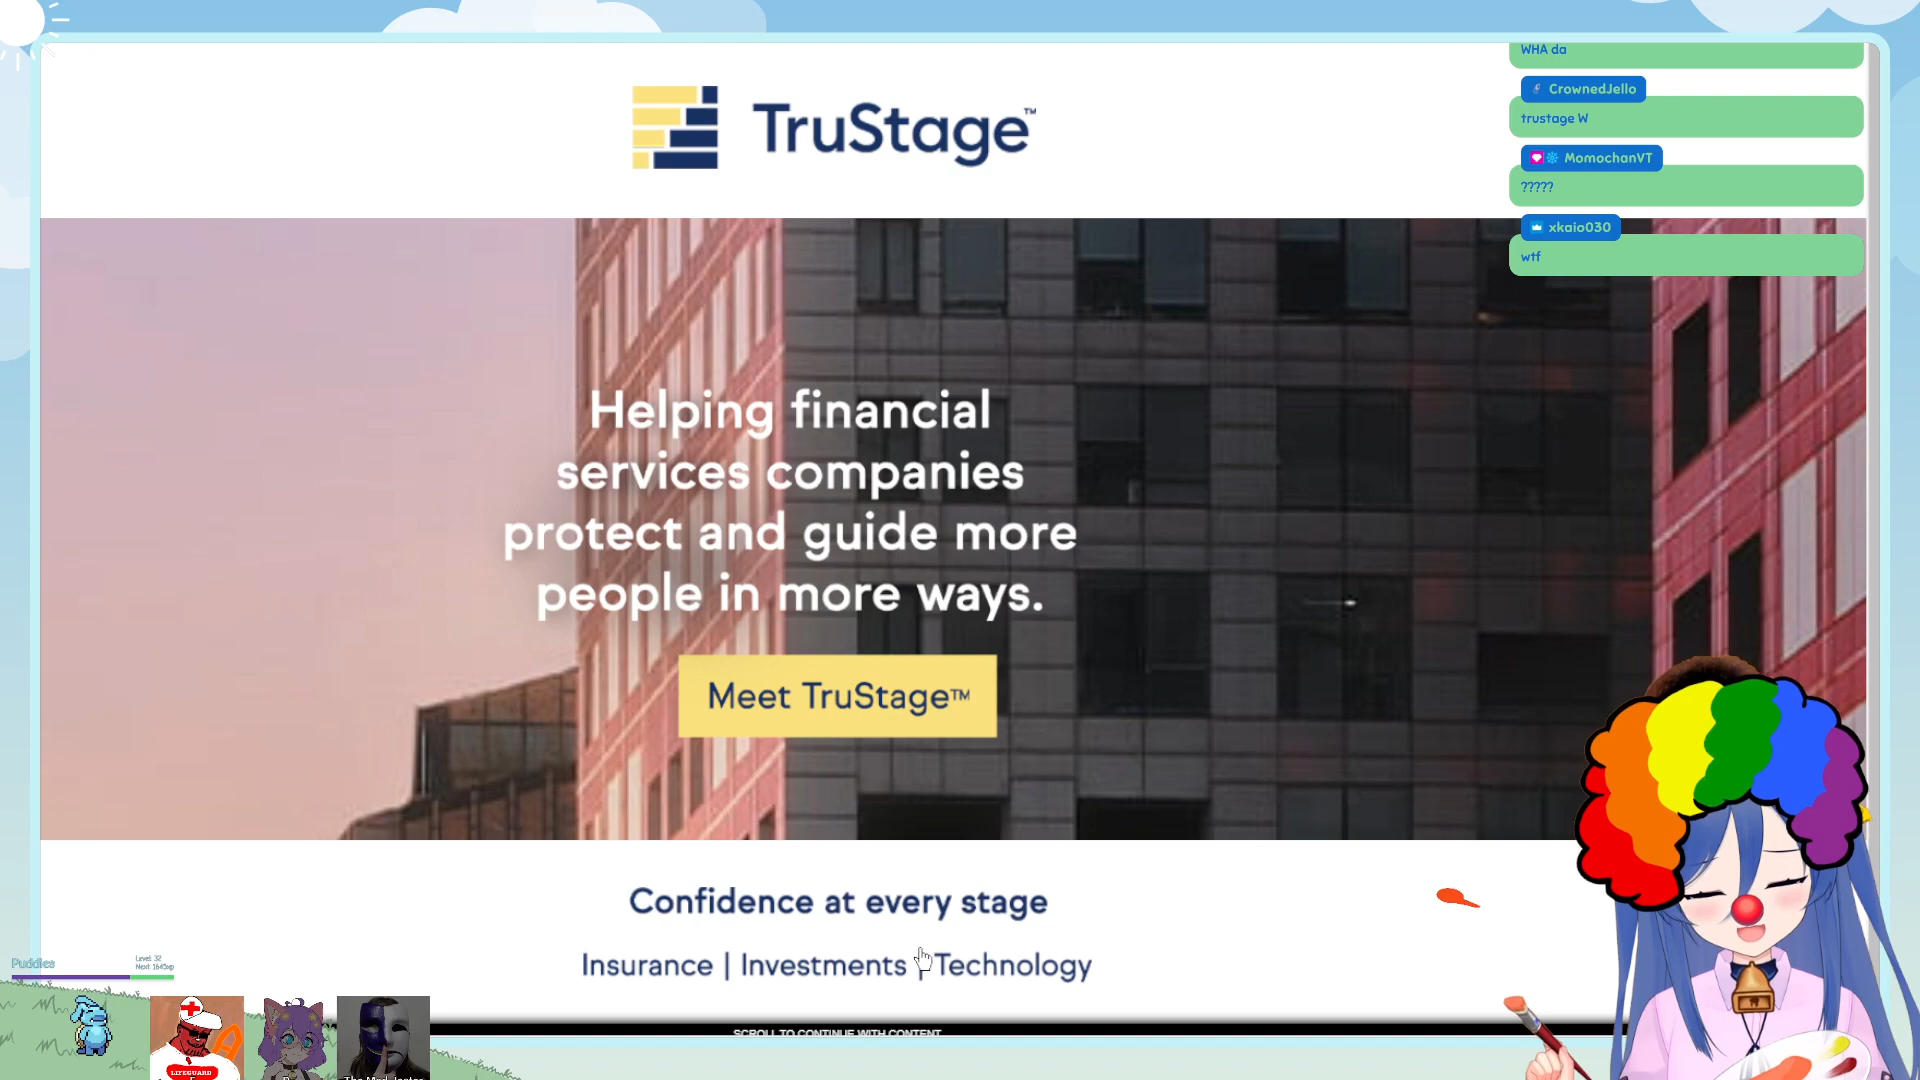 WHA da
CrownedJello
trustage W
MomochanVT
?????
xkaio030
wtf
TruStage™
Helping financial
services companies
protect and guide more
people in more ways.
Meet TruStage™
Confidence at every stage
Insurance | Investments | Technology
SCROLL TO CONTINUE WITH CONTENT
Puddles
Level: 32
Next: 1645xp
LIFEGUARD